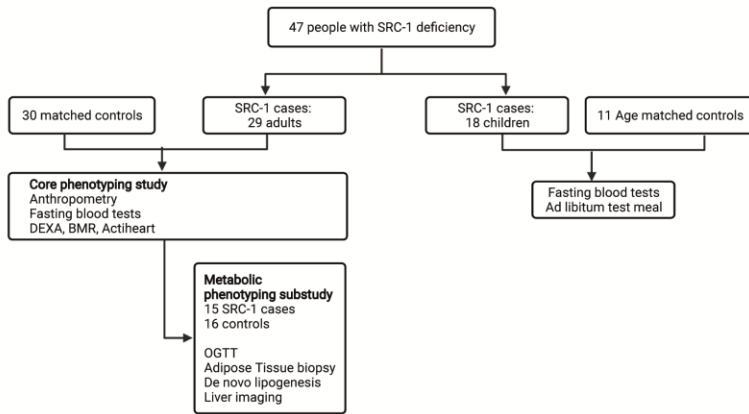 47 people with SRC-1 deficiency
30 matched controls
SRC-1 cases:
29 adults
SRC-1 cases:
18 children
11 Age matched controls
Core phenotyping study
Anthropometry
Fasting blood tests
DEXA, BMR, Actiheart
Fasting blood tests
Ad libitum test meal
Metabolic
phenotyping substudy
15 SRC-1 cases
16 controls
OGTT
Adipose Tissue biopsy
De novo lipogenesis
Liver imaging